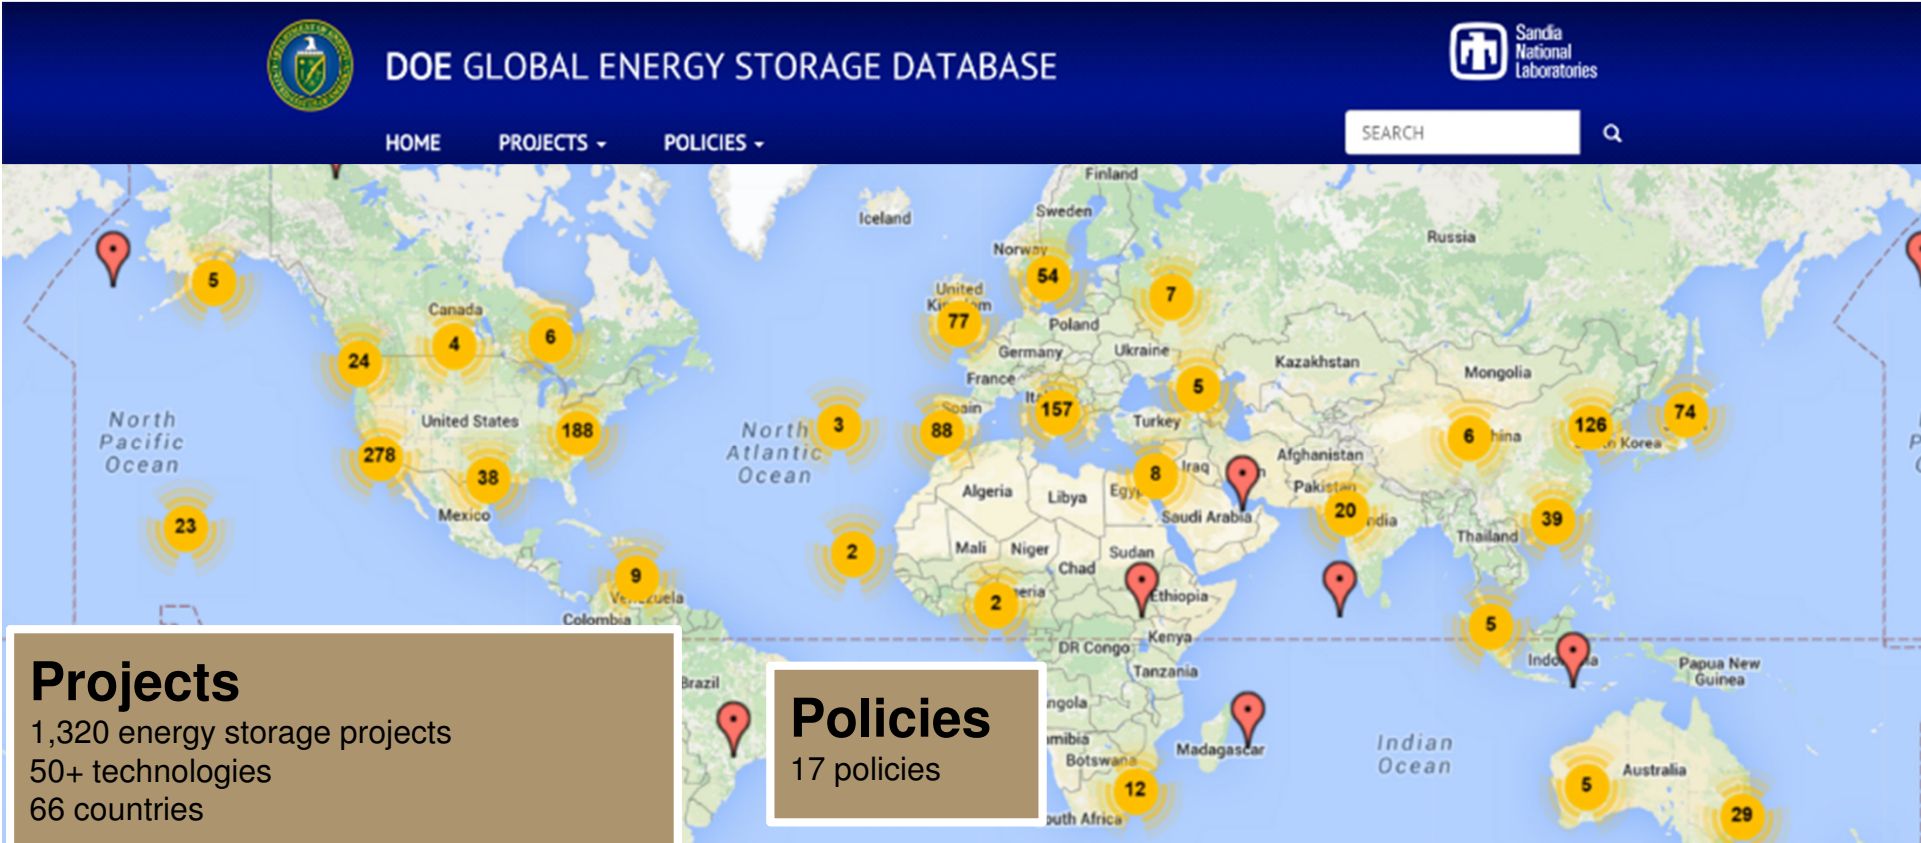 DOE GLOBAL ENERGY STORAGE DATABASE
Sandia
National
Laboratories
HOME PROJECTS POLICIES
SEARCH
Finland
Iceland
Sweden
Russia
Norway
54
5
7
United
Canada
77
Poland
4
6
Germany
Ukraine
24
Kazakhstan
Mongolia
France
5
157
North
Pacific
Ocean
United States
188
North
Atlantic
Ocean
3
88
Turkey
6
126
74
278
Afghanistan
38
8
Iraq
Algeria
Libya
Pakistan
Mexico
Saudi Arabia
20
39
23
Thailand
2
Mali
Niger
Sudan
Chad
9
2
Ethiopia
Colombia
5
Kenya
DR Congo
Tanzania
Papua New
Guinea
Brazil
Madagascar
Indian
Ocean
Botswana
12
Australia
5
29
Projects
1,320 energy storage projects
50+ technologies
66 countries
Policies
17 policies